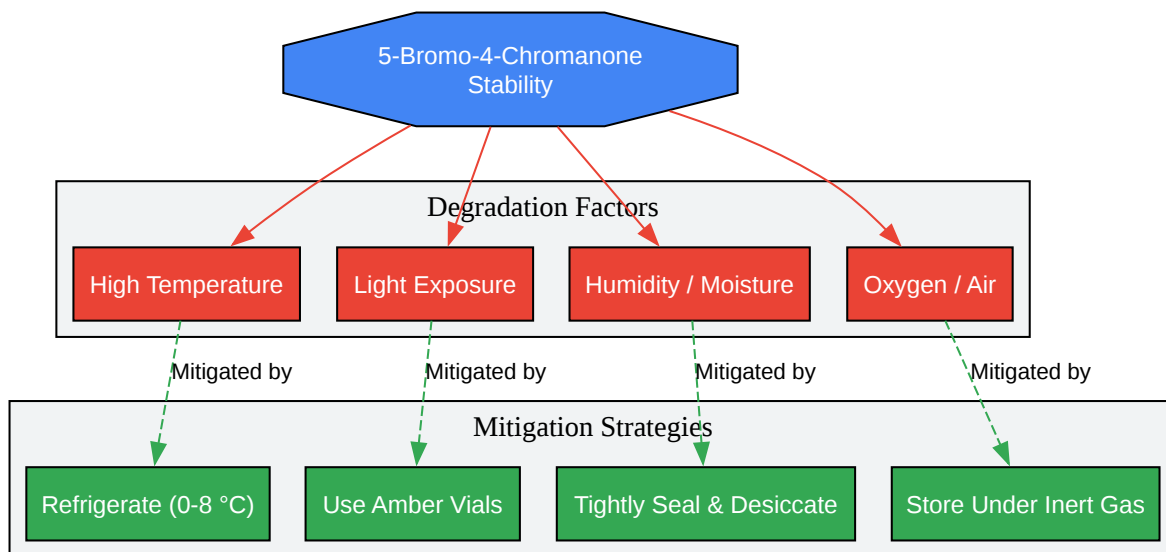 5-Bromo-4-Chromanone
Stability
Degradation Factors
High Temperature
Light Exposure
Humidity / Moisture
Oxygen / Air
Mitigated by
Mitigated by
Mitigated by
Mitigated by
Mitigation Strategies
Refrigerate (0-8 °C)
Use Amber Vials
Tightly Seal & Desiccate
Store Under Inert Gas